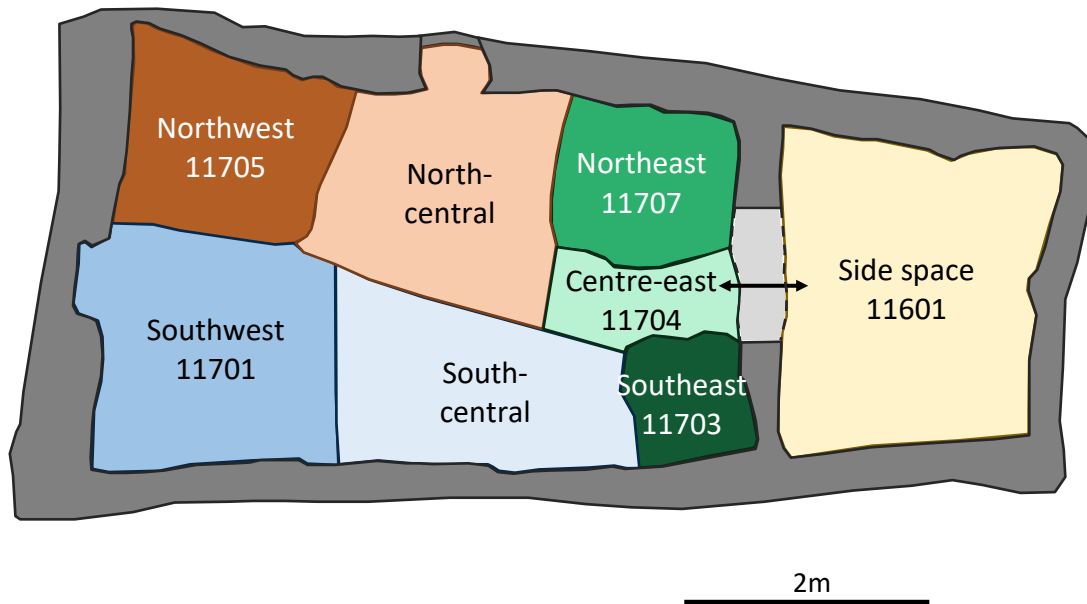 Northwest
11705
North-
central
Northeast
11707
Centre-east
11704
Side space
11601
Southwest
11701
South-
central
Southeast
11703
2m